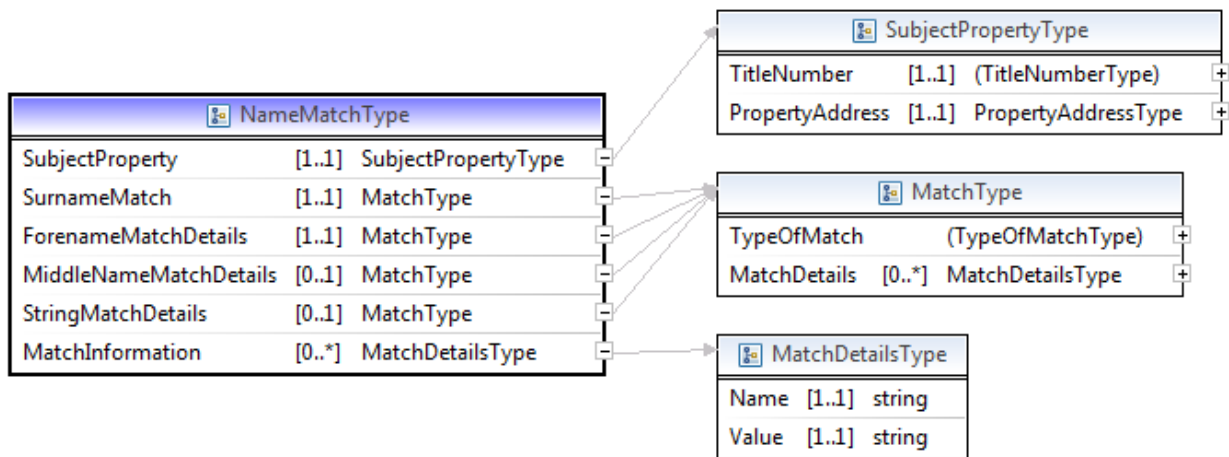 NameMatchType
SubjectProperty [1..1] SubjectPropertyType
SurnameMatch [1..1] MatchType
ForenameMatchDetails [1..1] MatchType
MiddleNameMatchDetails [0..1] MatchType
StringMatchDetails [0..1] MatchType
MatchInformation [0..*] MatchDetailsType
SubjectPropertyType
TitleNumber [1..1] (TitleNumberType)
PropertyAddress [1..1] PropertyAddressType
MatchType
TypeOfMatch (TypeOfMatchType)
MatchDetails [0..*] MatchDetailsType
MatchDetailsType
Name [1..1] string
Value [1..1] string